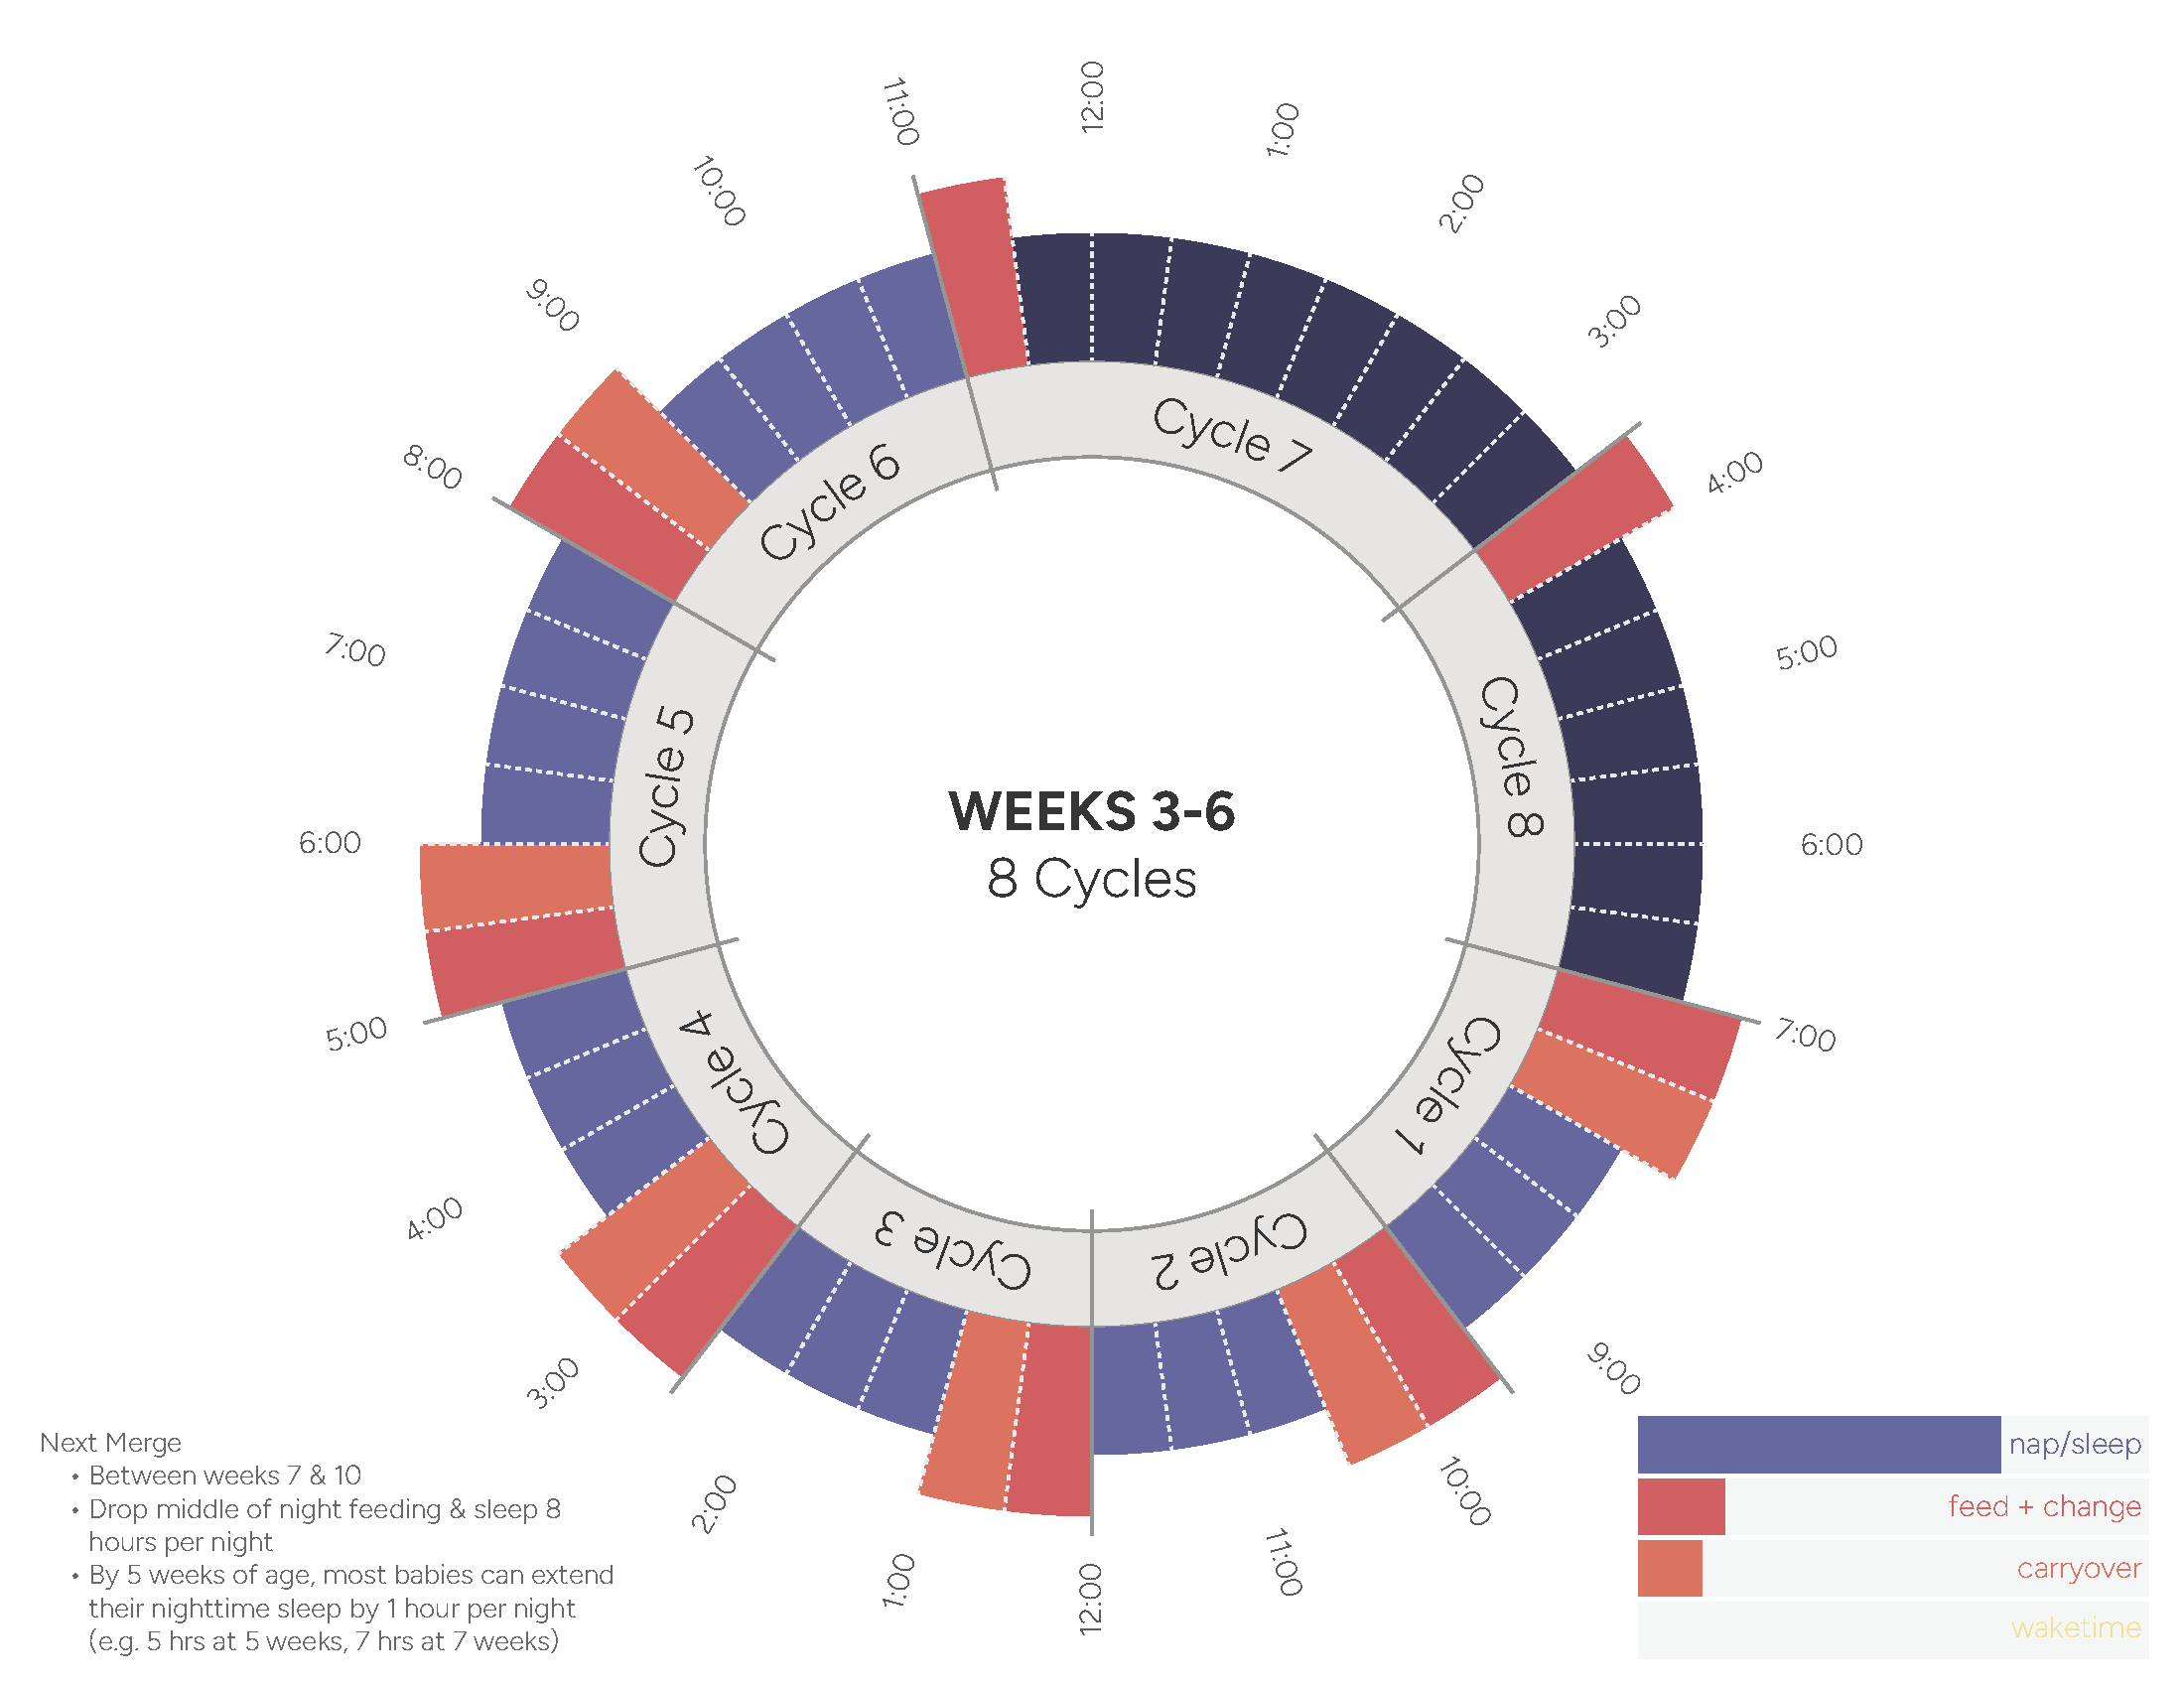 12:00
1:00
2:00
3:00
4:00
5:00
6:00
7:00
9:00
10:00
11:00
12:00
1:00
2:00
3:00
4:00
5:00
6:00
7:00
8:00
9:00
10:00
11:00
Cycle 7
Cycle 8
Cycle 1
Cycle 2
Cycle 3
Cycle 4
Cycle 5
Cycle 6
WEEKS 3-6
8 Cycles
Next Merge
• Between weeks 7 & 10
• Drop middle of night feeding & sleep 8
hours per night
• By 5 weeks of age, most babies can extend
their nighttime sleep by 1 hour per night
(e.g. 5 hrs at 5 weeks, 7 hrs at 7 weeks)
nap/sleep
feed + change
carryover
waketime